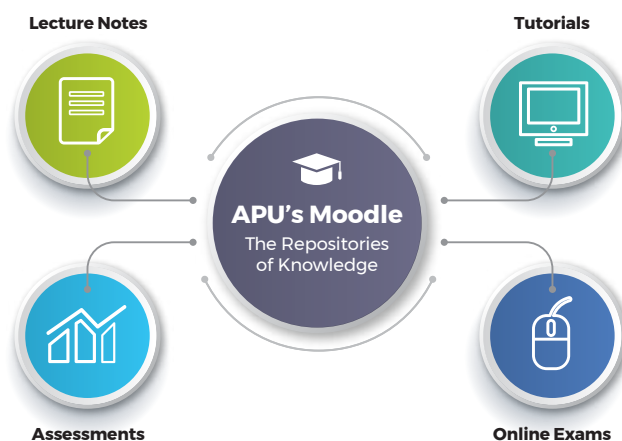 Lecture Notes
Tutorials
APU's Moodle
The Repositories
of Knowledge
Assessments
Online Exams